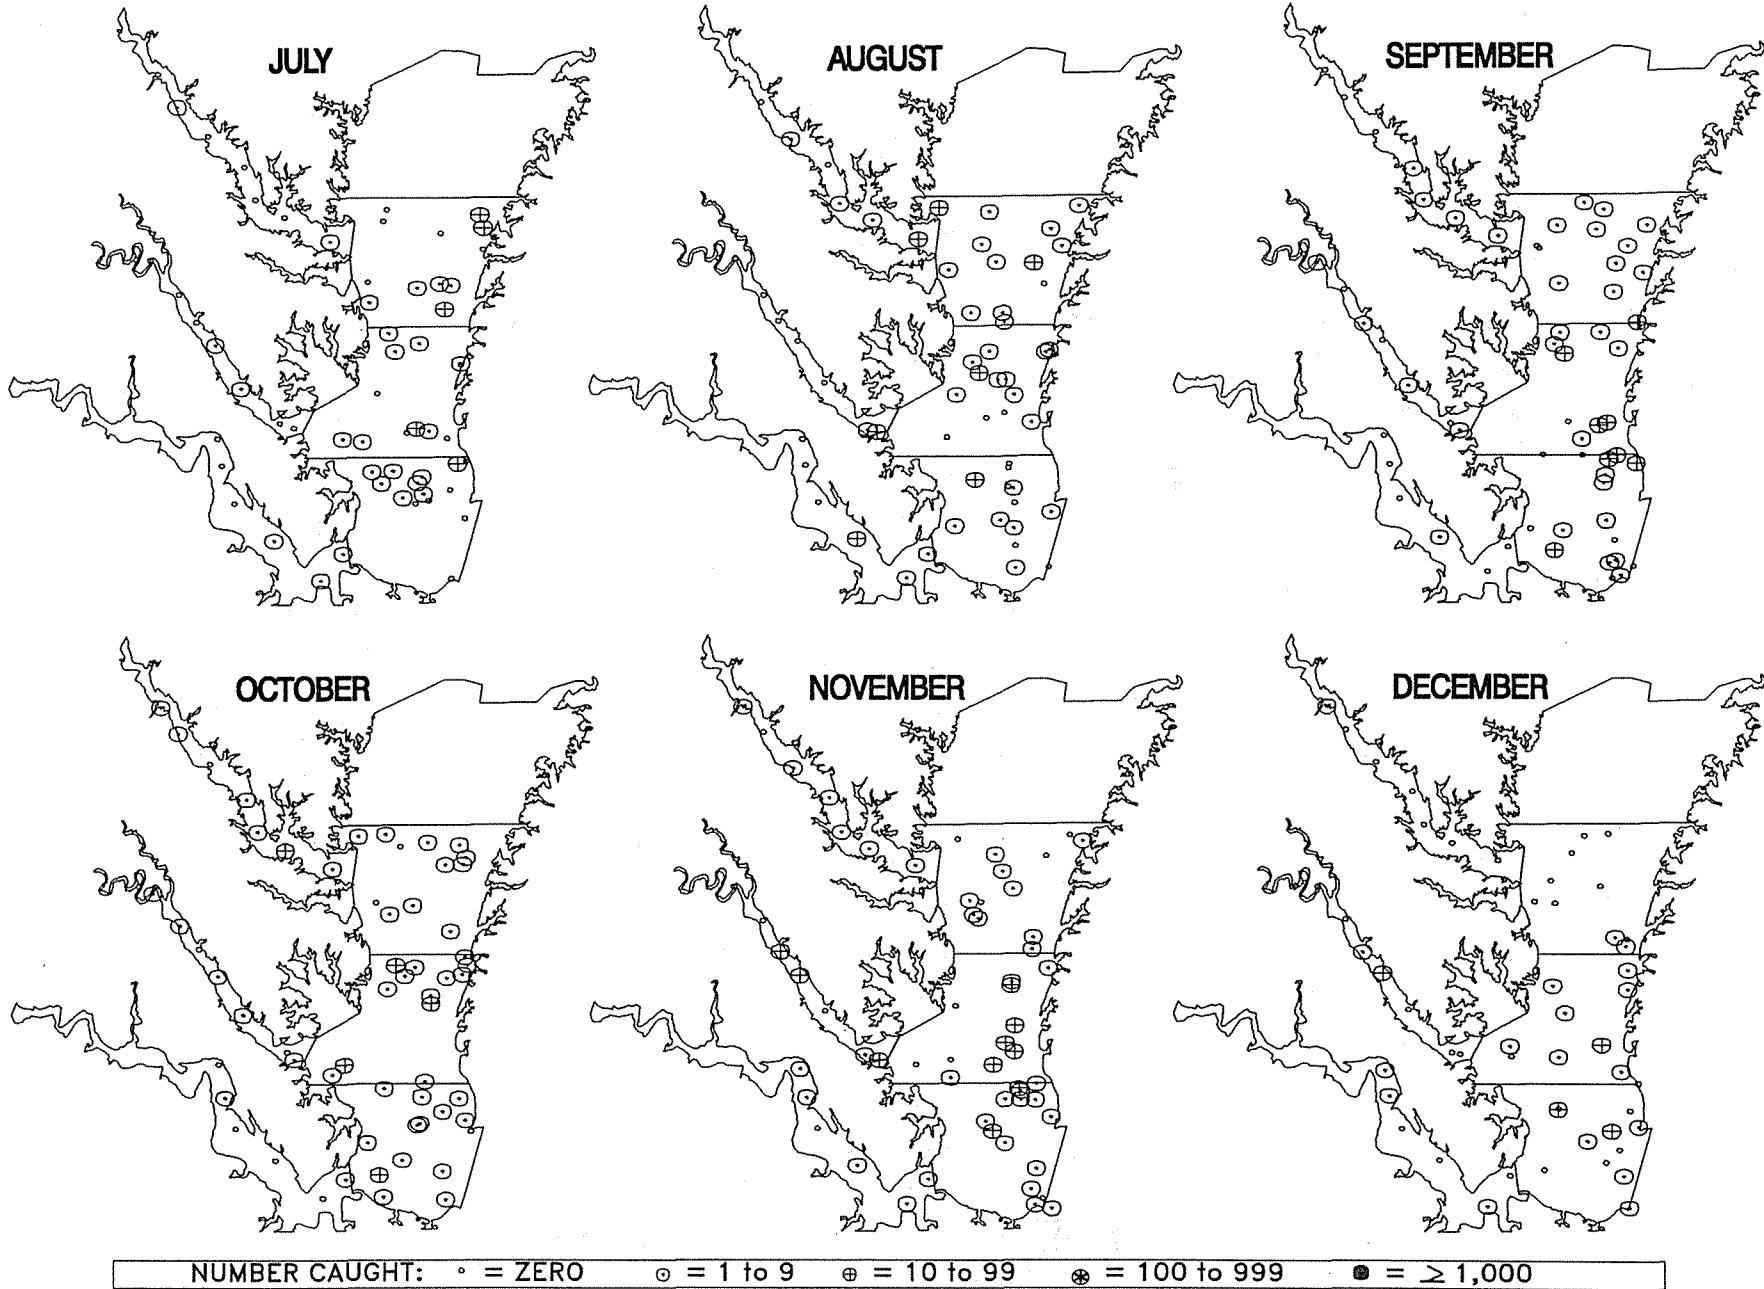 JULY
AUGUST
SEPTEMBER
OCTOBER
NOVEMBER
DECEMBER
NUMBER CAUGHT: = ZERO = 1 to 9 = 10 to 99 = 100 to 999 = ≥ 1,000